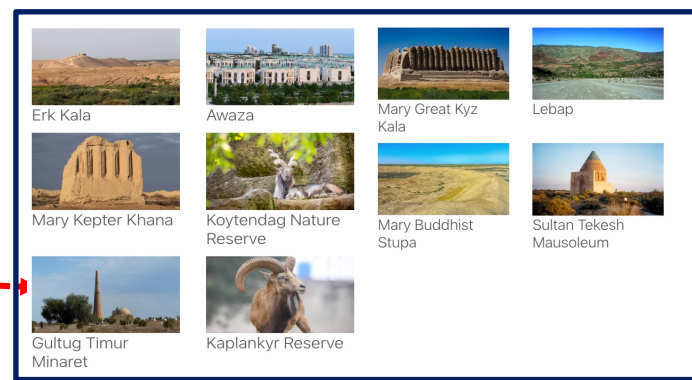 Erk Kala
Awaza
Mary Great Kyz
Kala
Lebap
Mary Kepter Khana
Koytendag Nature
Reserve
Mary Buddhist
Stupa
Sultan Tekesh
Mausoleum
Gultug Timur
Minaret
Kaplankyr Reserve